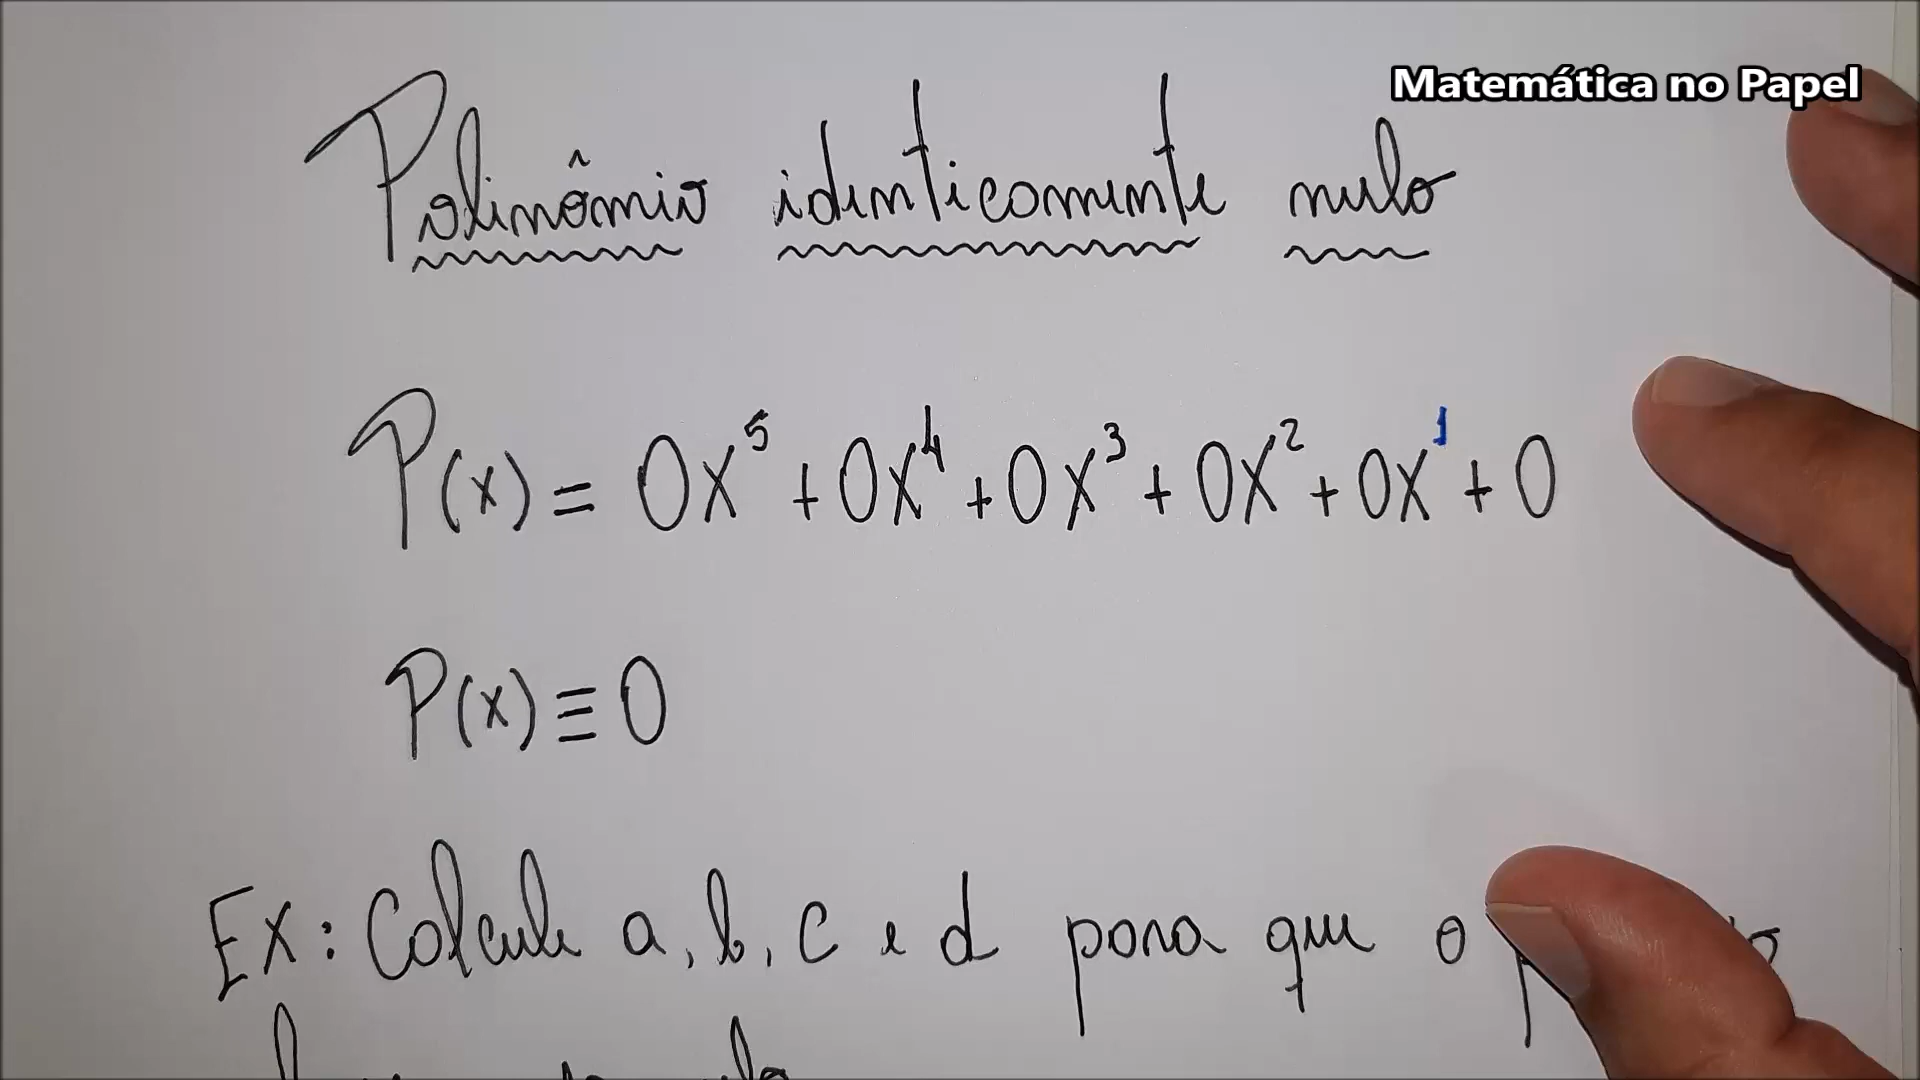 Matemática no Papel
Polinômio identicamente nulo
P(x) = 0x⁵ + 0x⁴ + 0x³ + 0x² + 0x¹ + 0
P(x) ≡ 0
Ex: Calcule a, b, c e d para que o